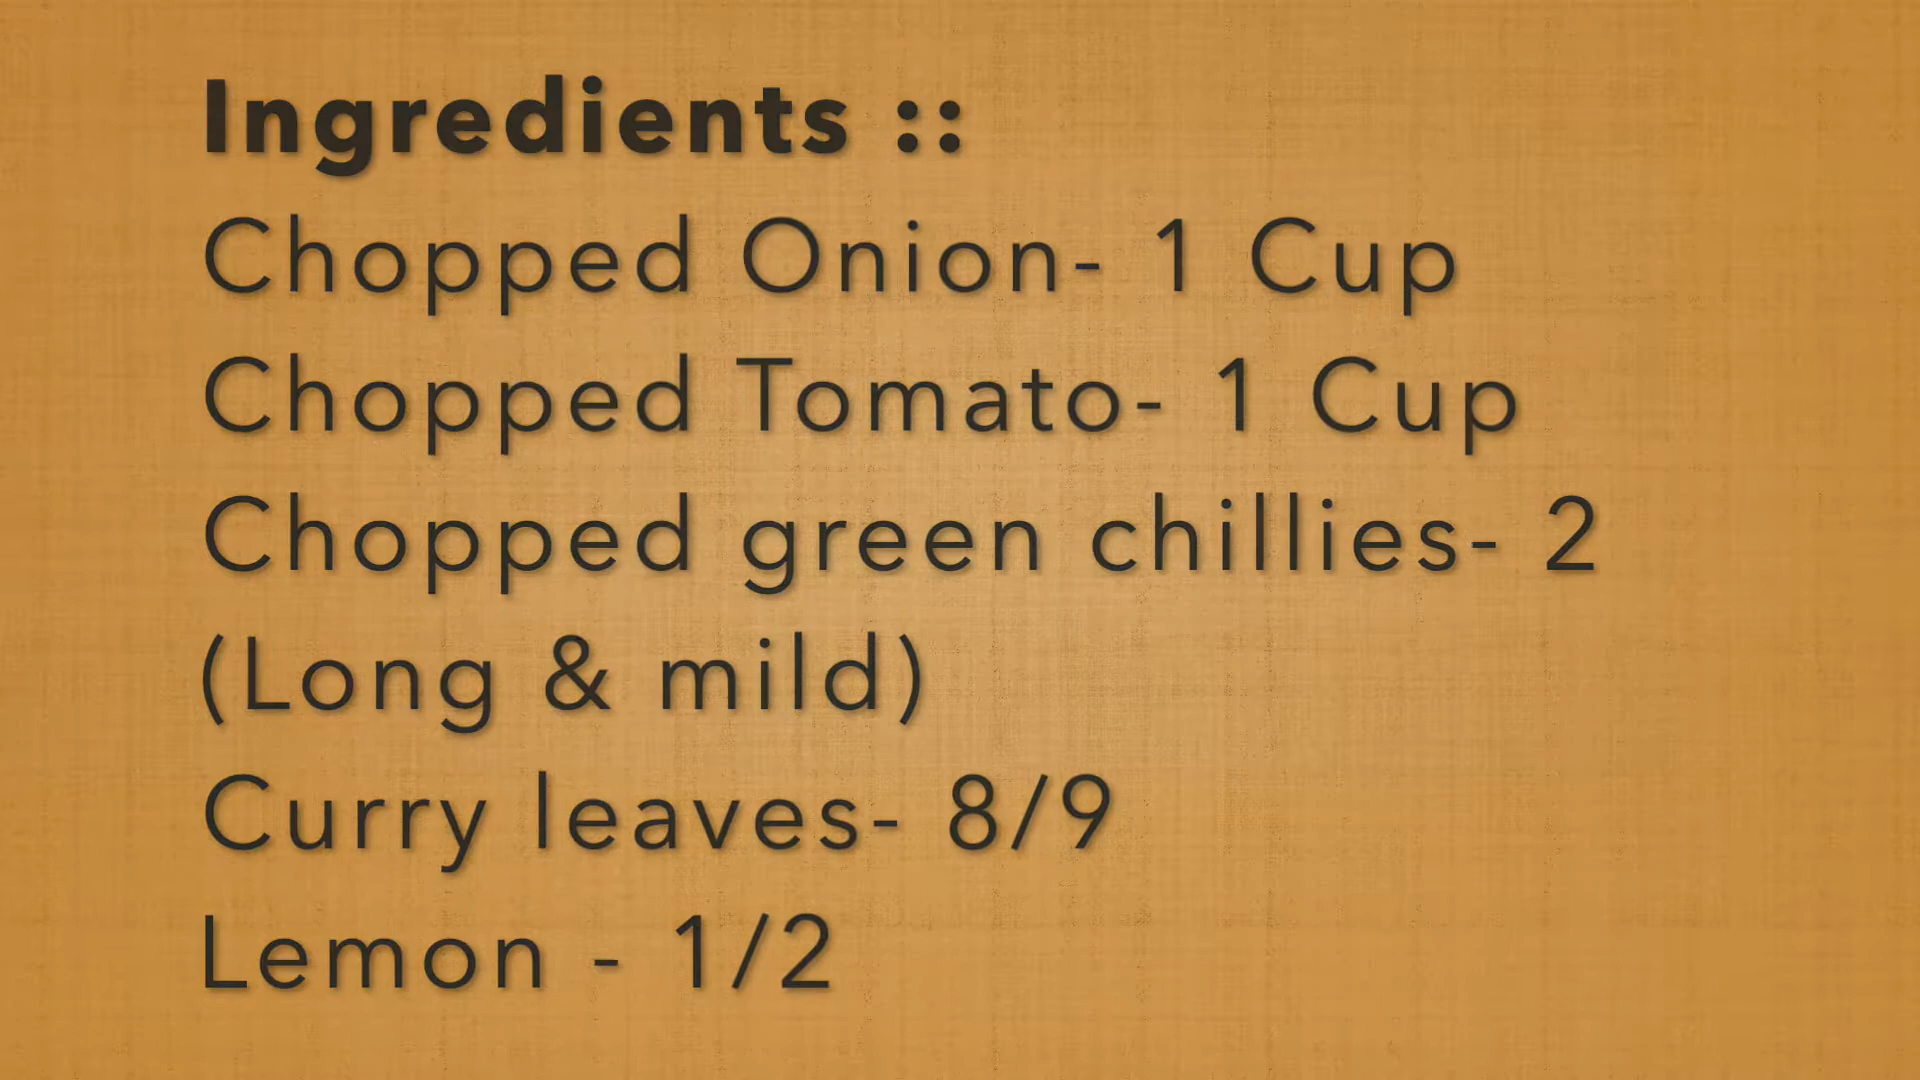 Ingredients ::
Chopped Onion- 1 Cup
Chopped Tomato- 1 Cup
Chopped green chillies- 2
(Long & mild)
Curry leaves- 8/9
Lemon - 1/2